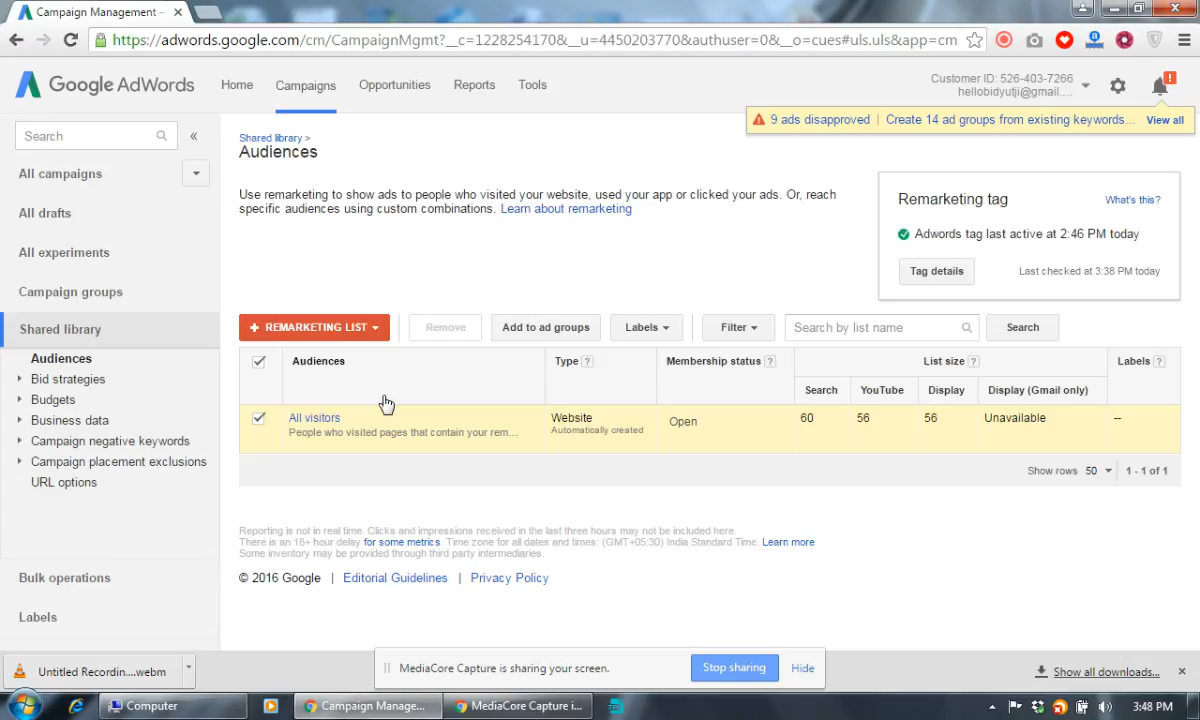 Campaign Management –
https://adwords.google.com/cm/CampaignMgmt?__c=1228254170&__u=4450203770&authuser=0&__o=cues#uls.uls&app=cm
Google AdWords
Home Campaigns Opportunities Reports Tools
Customer ID: 526-403-7266
hellobidyutji@gmail....
9 ads disapproved | Create 14 ad groups from existing keywords... View all
Search «
All campaigns
All drafts
All experiments
Campaign groups
Shared library
Audiences
Bid strategies
Budgets
Business data
Campaign negative keywords
Campaign placement exclusions
URL options
Bulk operations
Labels
Shared library >
Audiences
Use remarketing to show ads to people who visited your website, used your app or clicked your ads. Or, reach
specific audiences using custom combinations. Learn about remarketing
Remarketing tag What's this?
Adwords tag last active at 2:46 PM today
Tag details Last checked at 3:38 PM today
+ REMARKETING LIST Remove Add to ad groups Labels Filter Search by list name Search
Audiences Type ? Membership status ? List size ? Labels ?
Search YouTube Display Display (Gmail only)
All visitors Website Open 60 56 56 Unavailable --
People who visited pages that contain your rem... Automatically created
Show rows 50 1 - 1 of 1
Reporting is not in real time. Clicks and impressions received in the last three hours may not be included here.
There is an 18+ hour delay for some metrics. Time zone for all dates and times: (GMT+05:30) India Standard Time. Learn more
Some inventory may be provided through third party intermediaries.
© 2016 Google | Editorial Guidelines | Privacy Policy
Untitled Recordin....webm
MediaCore Capture is sharing your screen. Stop sharing Hide
Show all downloads...
Computer Campaign Manage... MediaCore Capture i... 3:48 PM